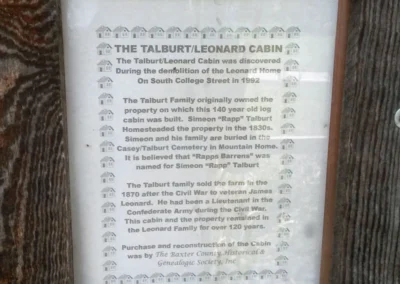 THE TALBURT/LEONARD CABIN
The Talburt/Leonard Cabin was discovered
During the demolition of the Leonard Home
On South College Street in 1992
The Talburt Family originally owned the
property on which this 140 year old log
cabin was built. Simeon "Rapp" Talburt
Homesteaded the property in the 1830s.
Simeon and his family are buried in the
Casey/Talburt Cemetery in Mountain Home.
It is believed that "Rapps Barrens" was
named for Simeon "Rapp" Talburt
The Talburt family sold the farm in the
1870 after the Civil War to veteran James
Leonard. He had been a Lieutenant in the
Confederate Army during the Civil War.
This cabin and the property remained in
the Leonard Family for over 120 years.
Purchase and reconstruction of the Cabin
was by The Baxter County Historical &
Genealogic Society, Inc.